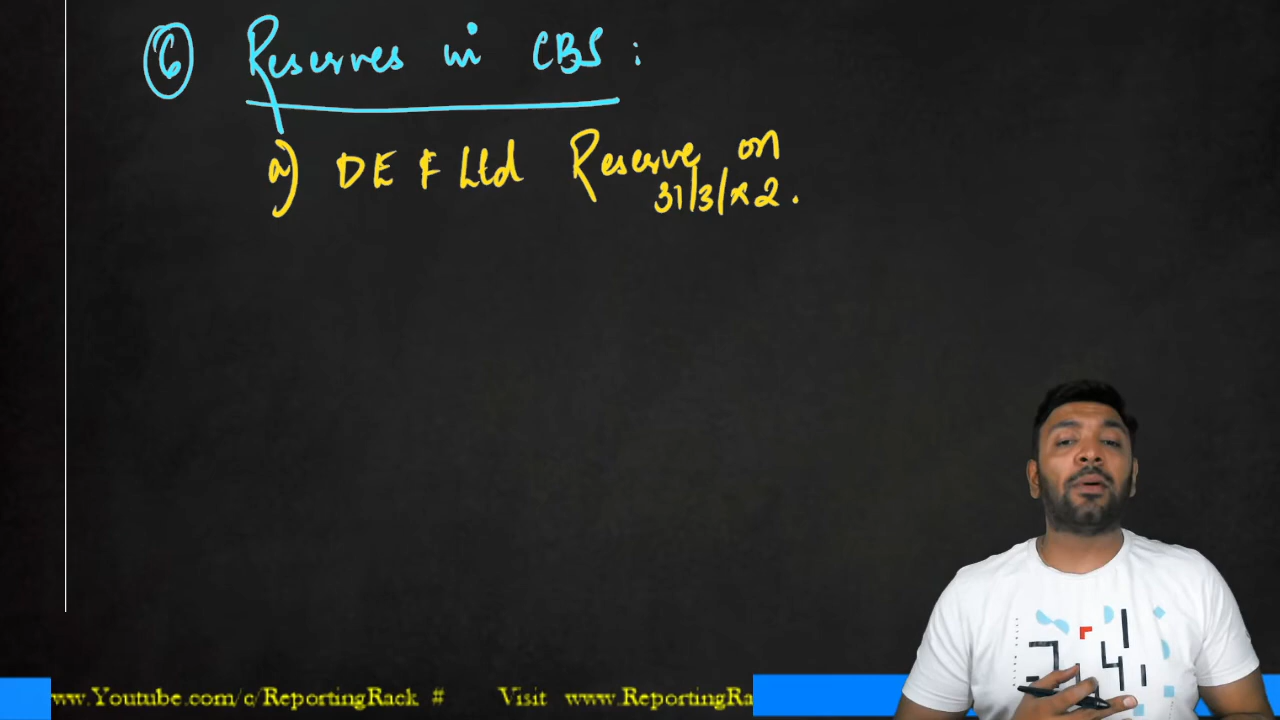 6 Reserves in CBS :
a) DEF Ltd Reserve on
31/3/x2.
ww.Youtube.com/c/ReportingRack # Visit www.ReportingRa